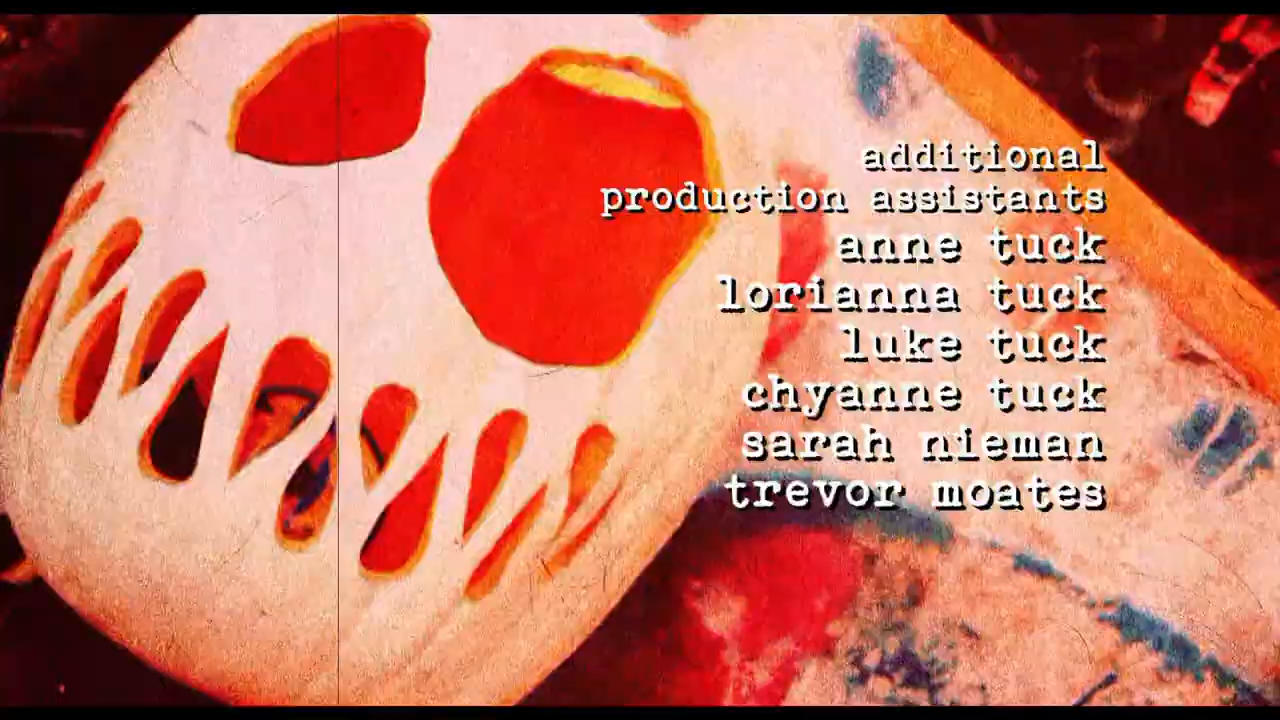 additional
production assistants
anne tuck
lorianna tuck
luke tuck
chyanne tuck
sarah nieman
trevor moates